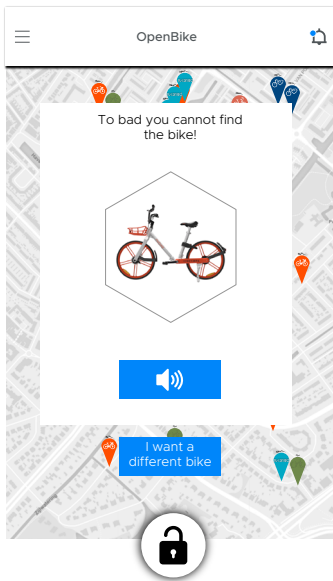 OpenBike
To bad you cannot find
the bike!
I want a
different bike